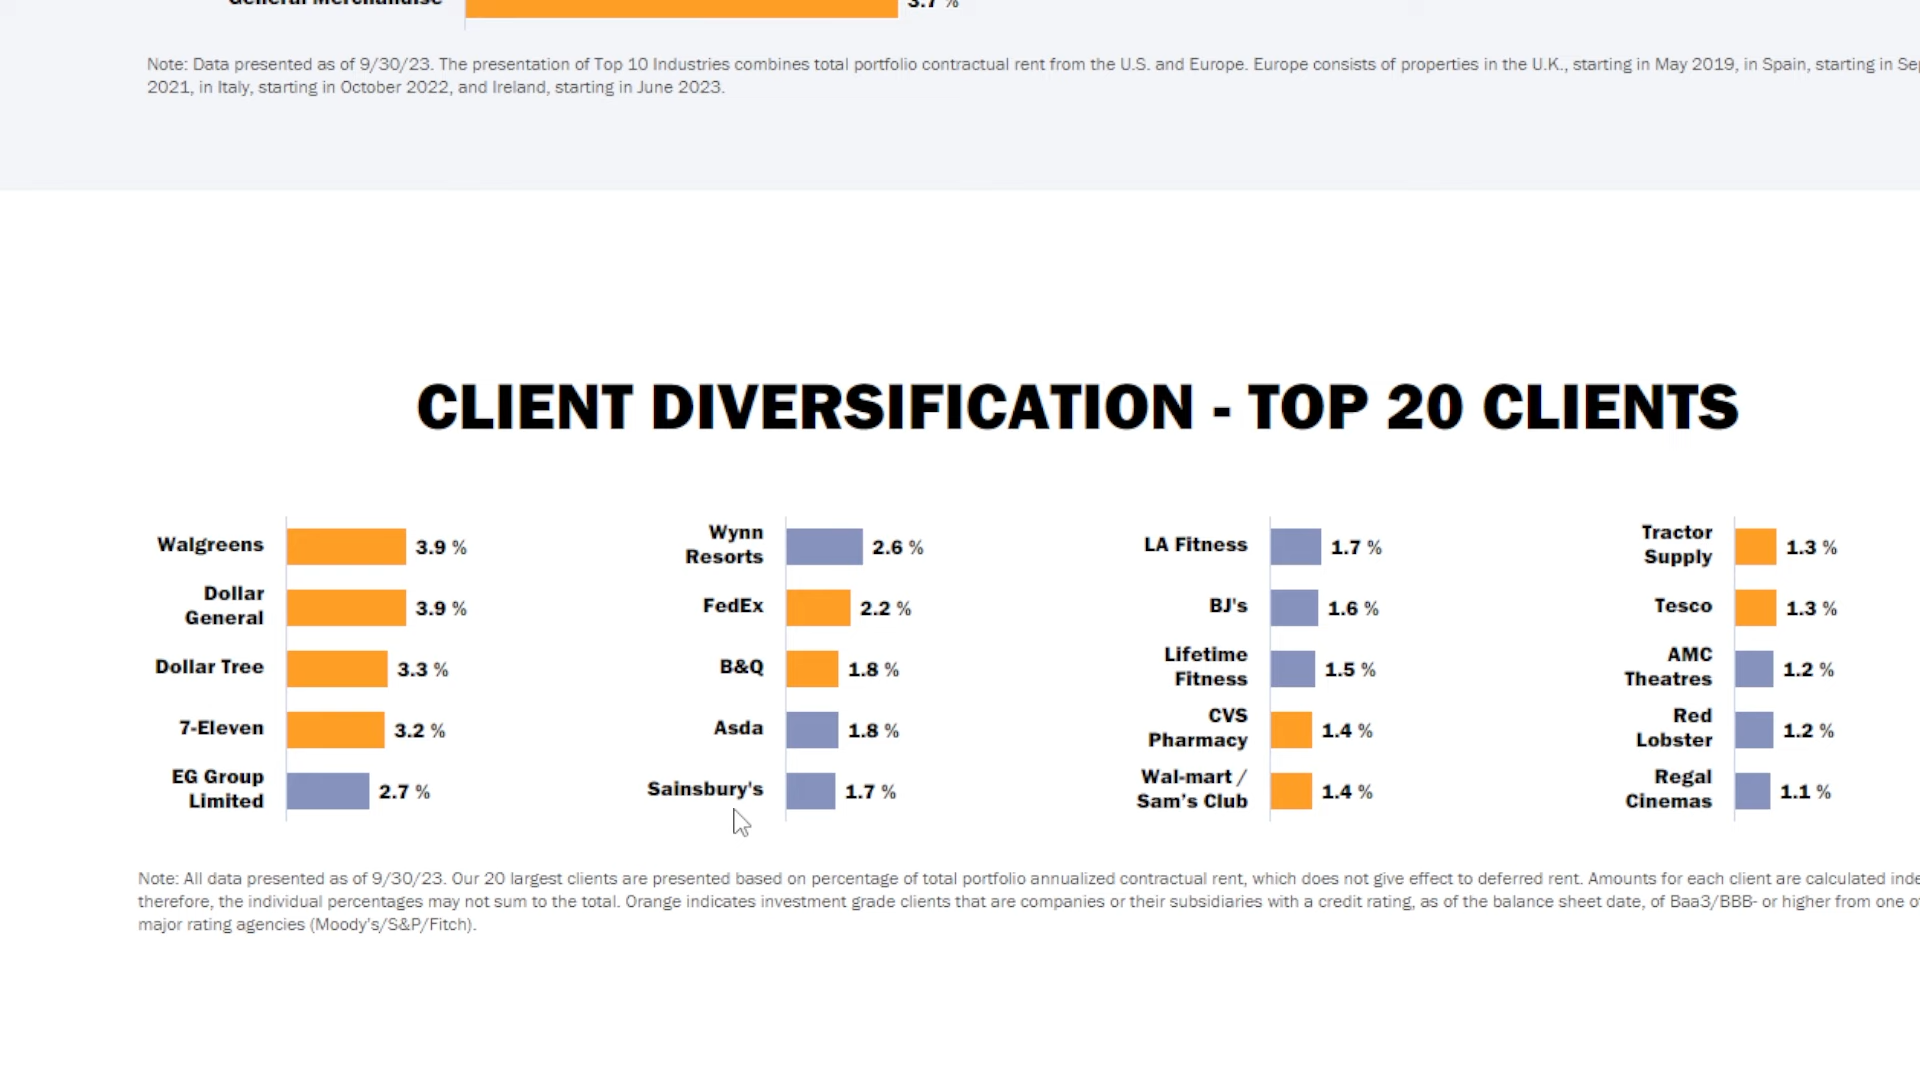 General Merchandise 3.7 %
Note: Data presented as of 9/30/23. The presentation of Top 10 Industries combines total portfolio contractual rent from the U.S. and Europe. Europe consists of properties in the U.K., starting in May 2019, in Spain, starting in
2021, in Italy, starting in October 2022, and Ireland, starting in June 2023.
CLIENT DIVERSIFICATION - TOP 20 CLIENTS
Walgreens 3.9 %
Dollar
General 3.9 %
Dollar Tree 3.3 %
7-Eleven 3.2 %
EG Group
Limited 2.7 %
Wynn
Resorts 2.6 %
FedEx 2.2 %
B&Q 1.8 %
Asda 1.8 %
Sainsbury's 1.7 %
LA Fitness 1.7 %
BJ's 1.6 %
Lifetime
Fitness 1.5 %
CVS
Pharmacy 1.4 %
Wal-mart /
Sam's Club 1.4 %
Tractor
Supply 1.3 %
Tesco 1.3 %
AMC
Theatres 1.2 %
Red
Lobster 1.2 %
Regal
Cinemas 1.1 %
Note: All data presented as of 9/30/23. Our 20 largest clients are presented based on percentage of total portfolio annualized contractual rent, which does not give effect to deferred rent. Amounts for each client are calculated
therefore, the individual percentages may not sum to the total. Orange indicates investment grade clients that are companies or their subsidiaries with a credit rating, as of the balance sheet date, of Baa3/BBB- or higher from one
major rating agencies (Moody's/S&P/Fitch).